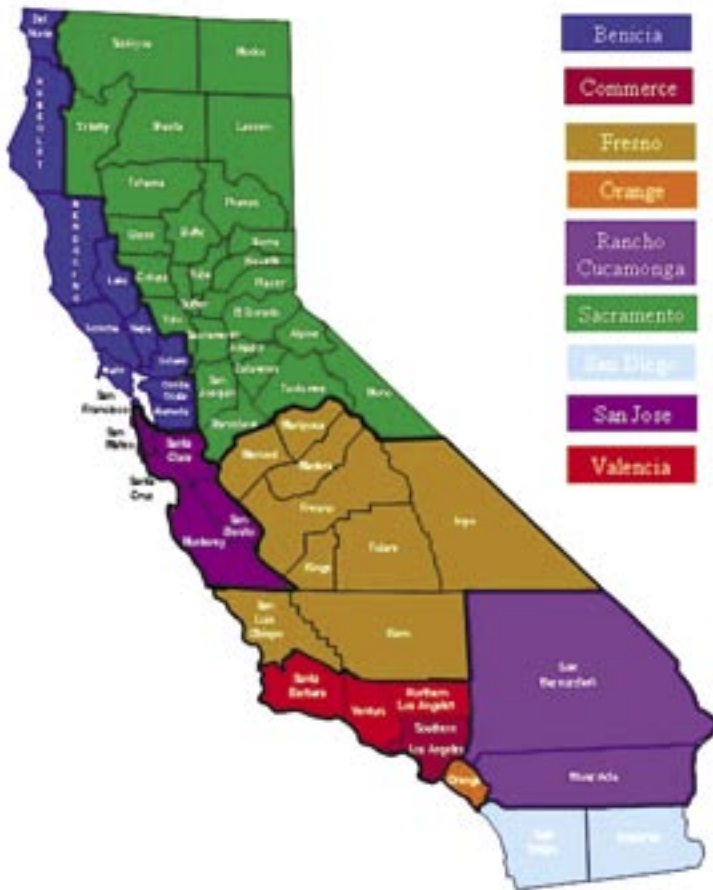 Del
Norte
Siskiyou
Modoc
HUMBOLDT
Trinity
Shasta
Lassen
Tehama
Plumas
MENDOCINO
Glenn
Butte
Sierra
Nevada
Placer
Lake
Colusa
Yuba
Sutter
Yolo
El Dorado
Sonoma
Napa
Sacramento
Alpine
Solano
Marin
Contra
Costa
San
Joaquin
Calaveras
Tuolumne
Mono
San
Francisco
Alameda
Stanislaus
Mariposa
San
Mateo
Santa
Clara
Merced
Madera
Santa
Cruz
Fresno
San
Benito
Monterey
Inyo
Tulare
Kings
San
Luis
Obispo
Kern
Santa
Barbara
Ventura
Northern
Los Angeles
Southern
Los Angeles
San
Bernardino
Orange
Riverside
San
Diego
Imperial
Benicia
Commerce
Fresno
Orange
Rancho
Cucamonga
Sacramento
San Diego
San Jose
Valencia